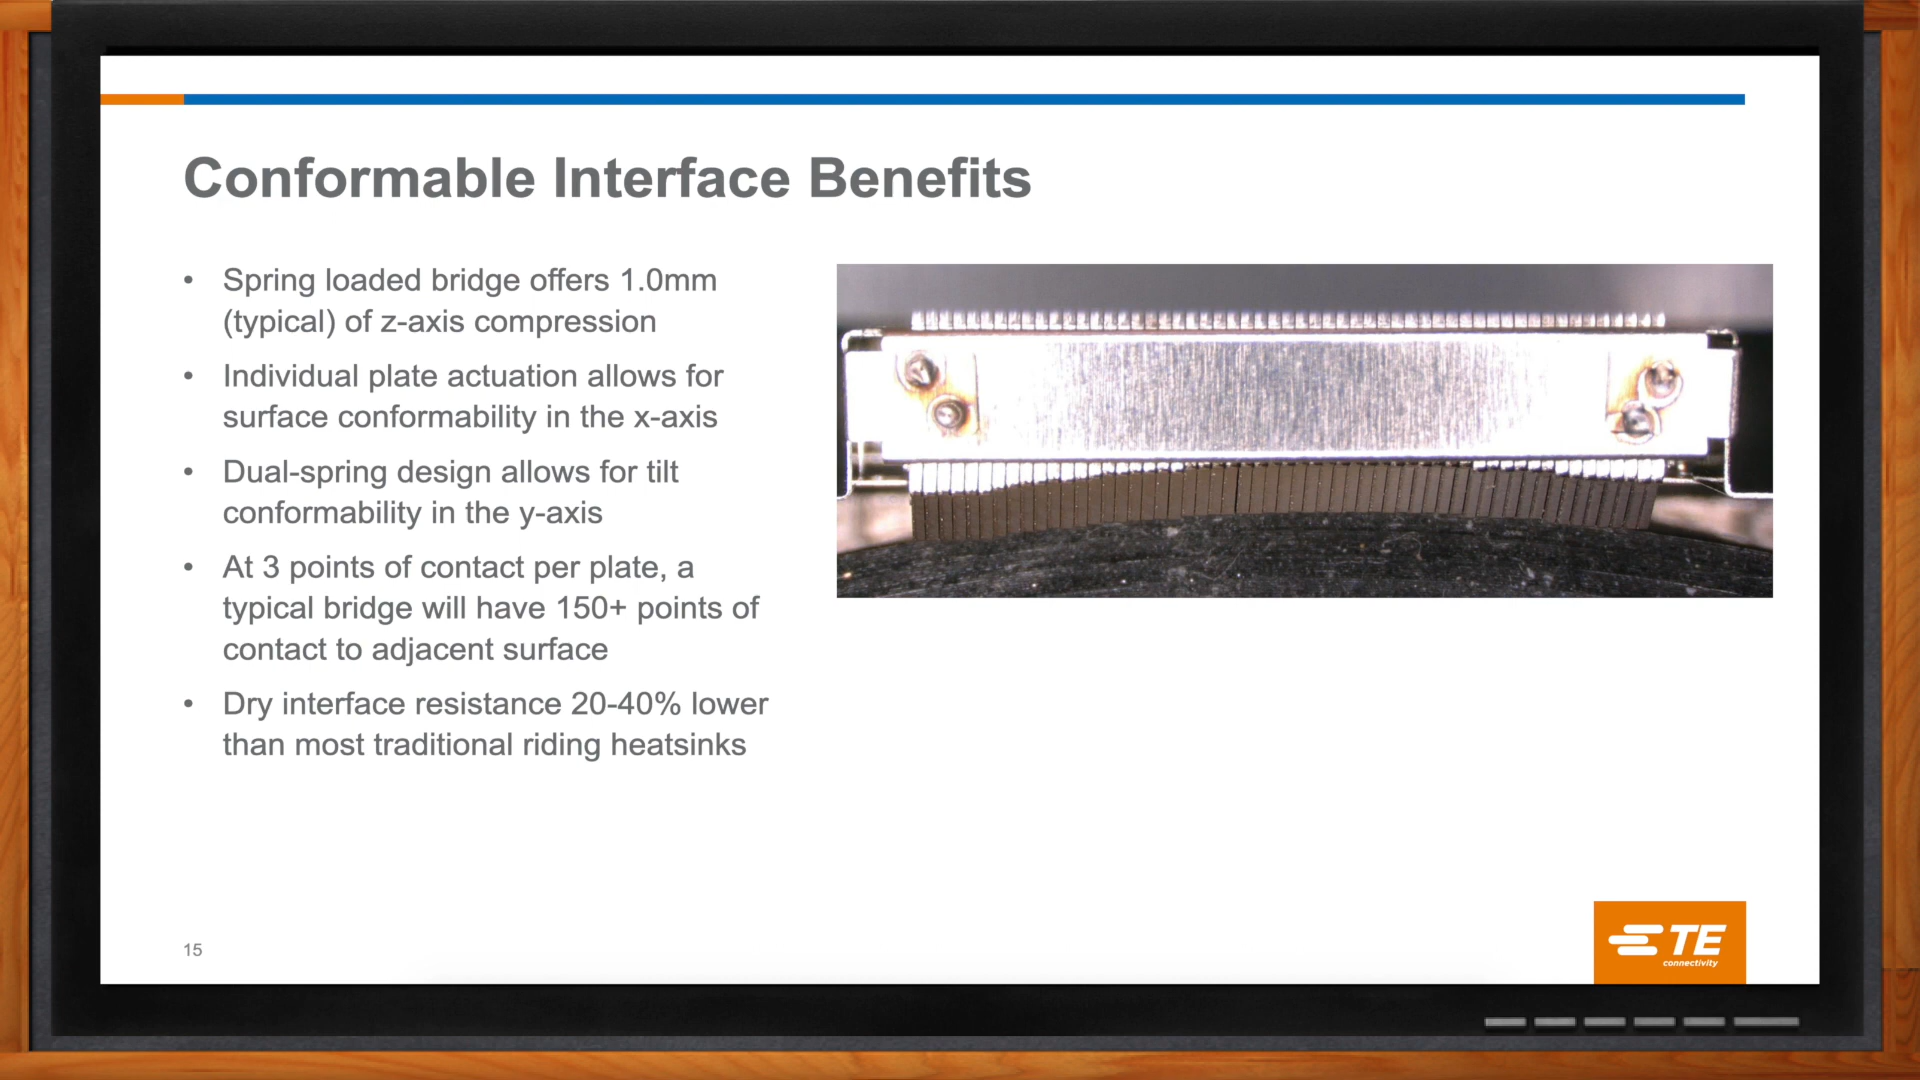 Conformable Interface Benefits
• Spring loaded bridge offers 1.0mm
(typical) of z-axis compression
• Individual plate actuation allows for
surface conformability in the x-axis
• Dual-spring design allows for tilt
conformability in the y-axis
• At 3 points of contact per plate, a
typical bridge will have 150+ points of
contact to adjacent surface
• Dry interface resistance 20-40% lower
than most traditional riding heatsinks
15
TE
connectivity